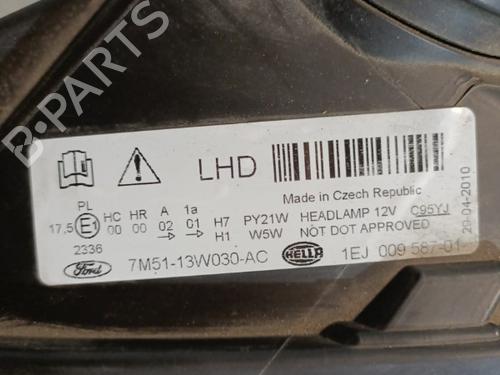 B-PARTS
LHD
Made in Czech Republic
PL HC HR A 1a
17,5 E1 00 00 02 01 H7 PY21W HEADLAMP 12V C95YJ
H1 W5W NOT DOT APPROVED
2336
Ford 7M51-13W030-AC HELLA 1EJ 009 587-01
29-04-2010